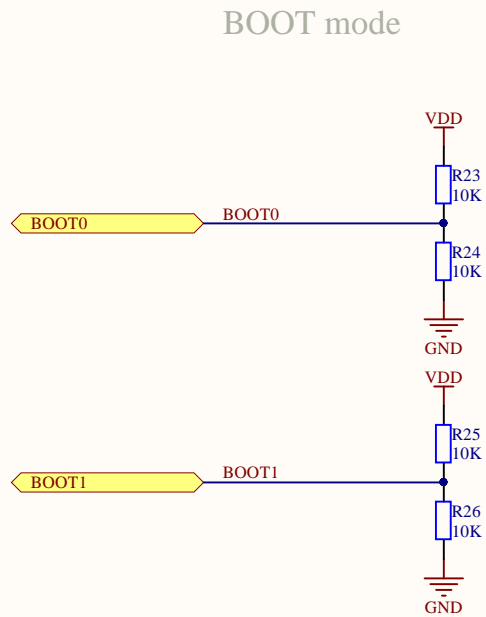 BOOT mode
VDD
R23
10K
BOOT0
BOOT0
R24
10K
GND
VDD
R25
10K
BOOT1
BOOT1
R26
10K
GND